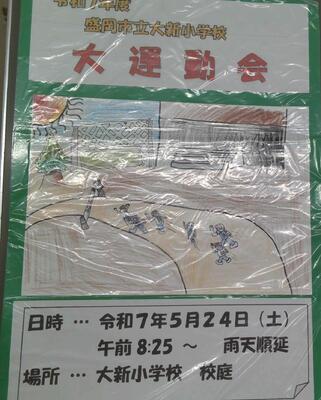 令和7年度
盛岡市立大新小学校
大運動会
日時 … 令和7年5月24日(土)
午前 8:25 ~ 雨天順延
場所 … 大新小学校 校庭